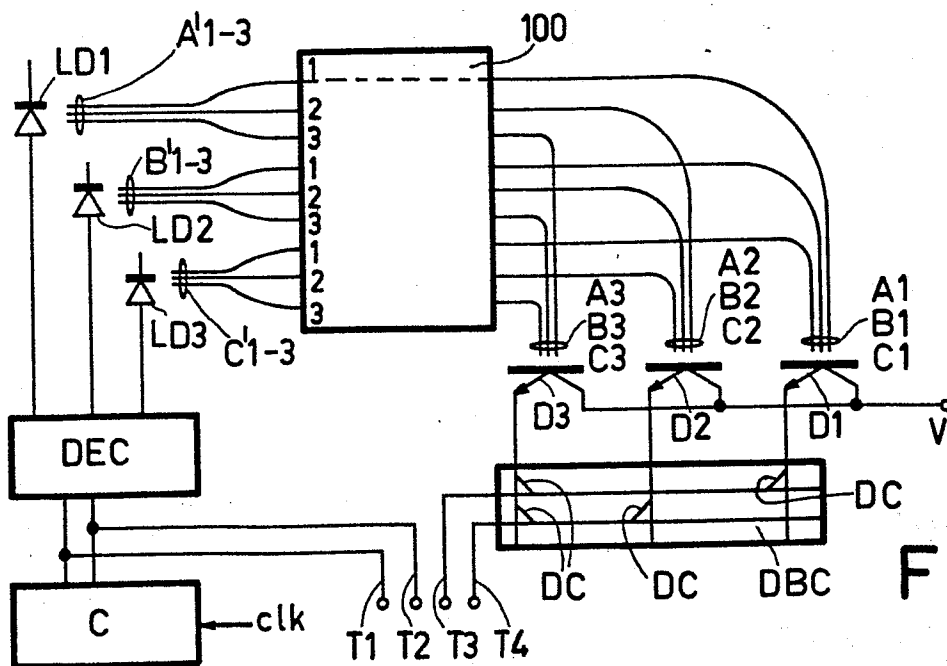 A'1-3
100
LD1
1
2
3
B'1-3
1
2
3
LD2
1
2
3
LD3
C'1-3
A3
B3
C3
A2
B2
C2
A1
B1
C1
D3
D2
D1
V
DEC
DC
DC
DC
DBC
F
C
clk
T1
T2
T3
T4